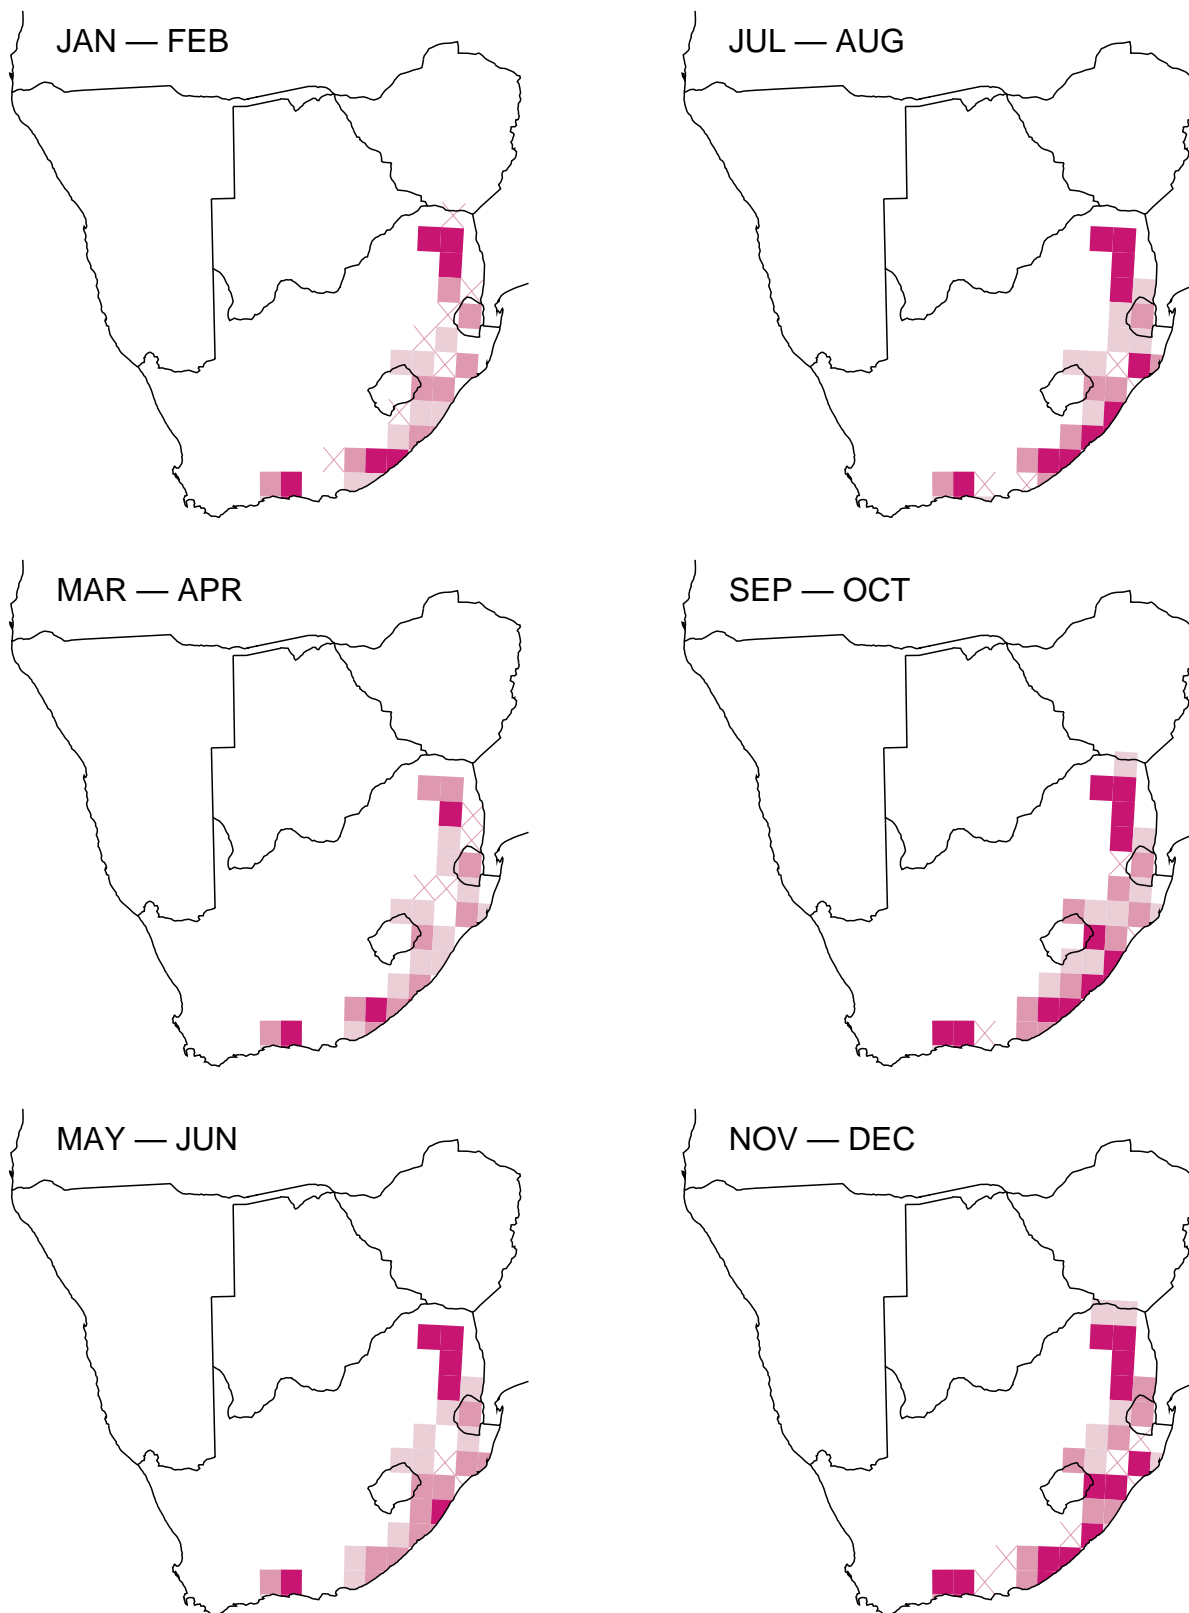 JAN — FEB
JUL — AUG
MAR — APR
SEP — OCT
MAY — JUN
NOV — DEC